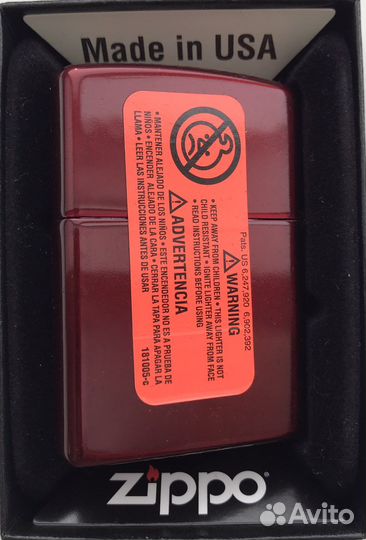 Made in USA
Pats. US 6,247,920 6,902,392
WARNING
• KEEP AWAY FROM CHILDREN • THIS LIGHTER IS NOT
CHILD RESISTANT • IGNITE LIGHTER AWAY FROM FACE
• READ INSTRUCTIONS BEFORE USING
ADVERTENCIA
• MANTENER ALEJADO DE LOS NIÑOS • ESTE ENCENDEDOR NO ES A PRUEBA DE
NIÑOS • ENCENDER ALEJADO DE LA CARA • CERRAR LA TAPA PARA APAGAR LA
LLAMA • LEER LAS INSTRUCCIONES ANTES DE USAR
181005-c
zippo
Avito